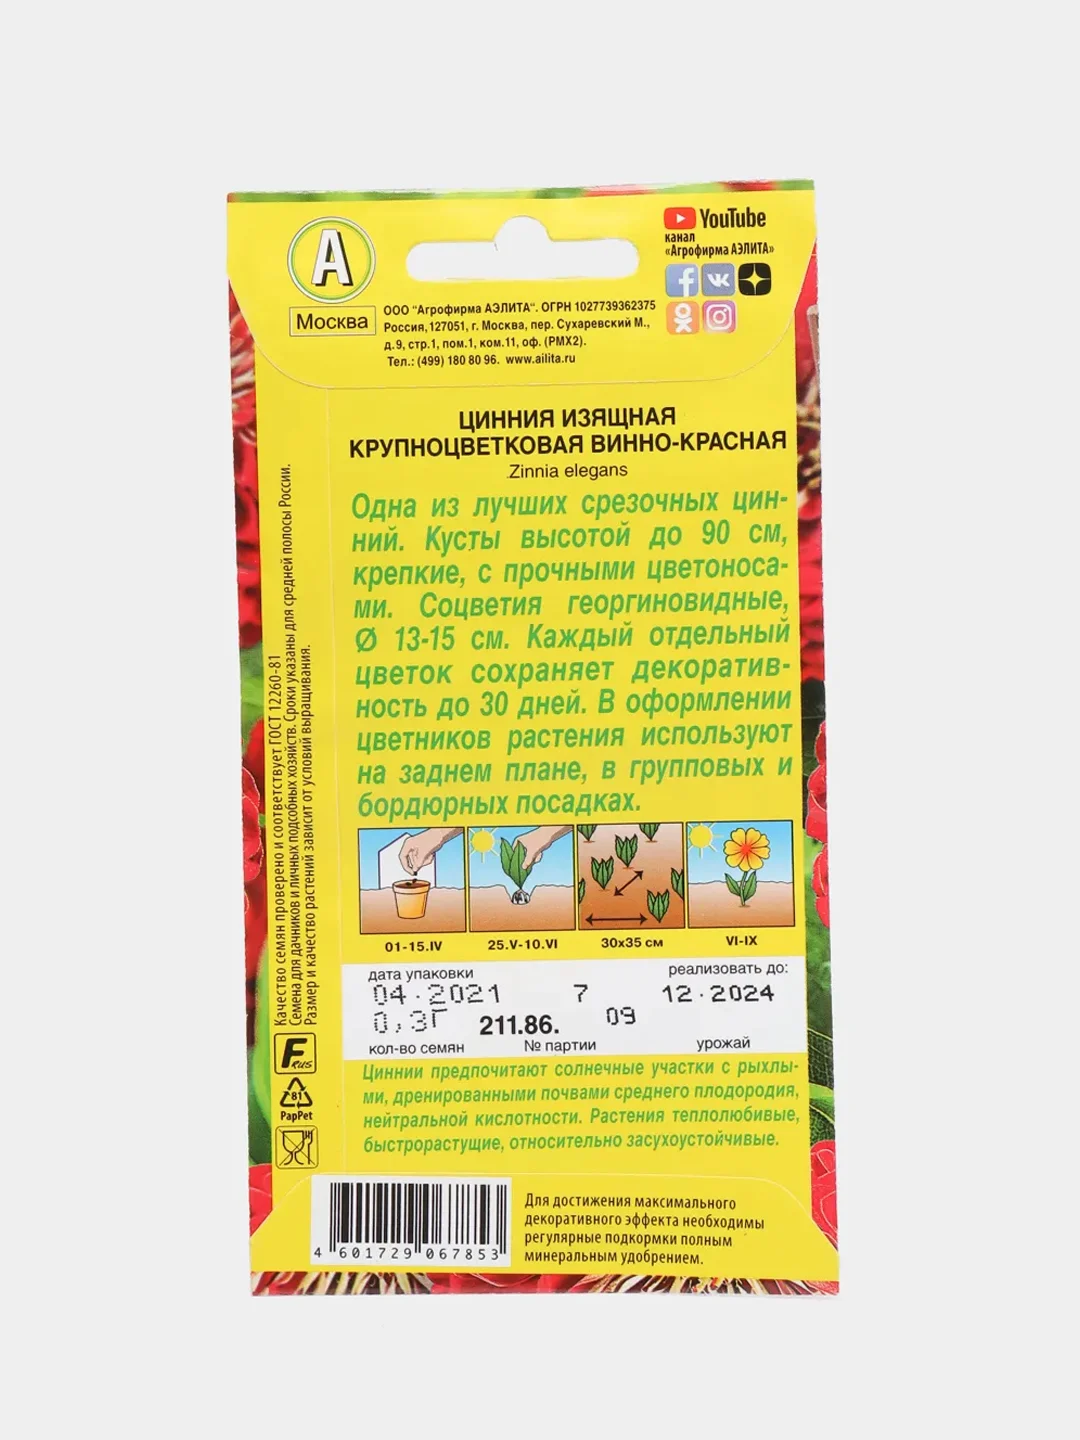 YouTube
канал
«Агрофирма АЭЛИТА»
А
Москва
ООО "Агрофирма АЭЛИТА". ОГРН 1027739362375
Россия, 127051, г. Москва, пер. Сухаревский М.,
д. 9, стр.1, пом.1, ком.11, оф. (РМХ2).
Тел.: (499) 180 80 96. www.ailita.ru
ЦИННИЯ ИЗЯЩНАЯ
КРУПНОЦВЕТКОВАЯ ВИННО-КРАСНАЯ
Zinnia elegans
Одна из лучших срезочных цин-
ний. Кусты высотой до 90 см,
крепкие, с прочными цветоноса-
ми. Соцветия георгиновидные,
Ø 13-15 см. Каждый отдельный
цветок сохраняет декоратив-
ность до 30 дней. В оформлении
цветников растения используют
на заднем плане, в групповых и
бордюрных посадках.
01-15.IV 25.V-10.VI 30х35 см VI-IX
дата упаковки реализовать до:
04.2021 7 12.2024
0,3Г 211.86. 09
кол-во семян № партии урожай
Циннии предпочитают солнечные участки с рыхлы-
ми, дренированными почвами среднего плодородия,
нейтральной кислотности. Растения теплолюбивые,
быстрорастущие, относительно засухоустойчивые.
Качество семян проверено и соответствует ГОСТ 12260-81
Семена для дачников и личных подсобных хозяйств. Сроки указаны для средней полосы России.
Размер и качество растений зависит от условий выращивания.
F RUS
81
PapPet
4 601729 067853
Для достижения максимального
декоративного эффекта необходимы
регулярные подкормки полным
минеральным удобрением.